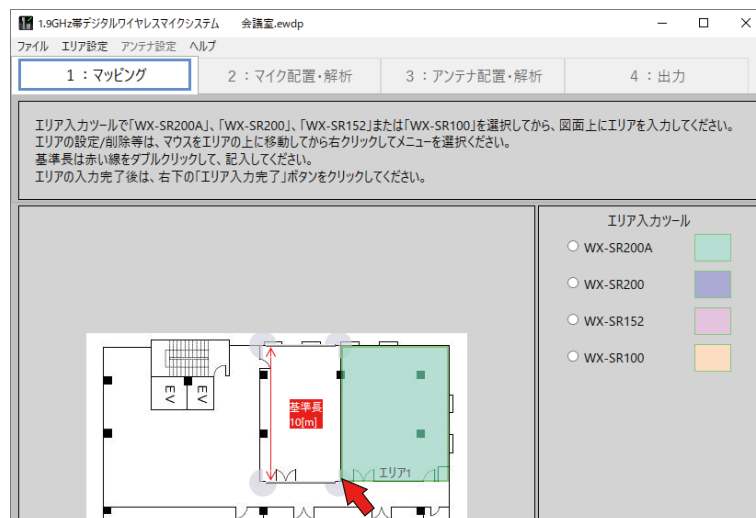 1.9GHz帯デジタルワイヤレスマイクシステム 会議室.ewdp
ファイル エリア設定 アンテナ設定 ヘルプ
1：マッピング 2：マイク配置・解析 3：アンテナ配置・解析 4：出力
エリア入力ツールで「WX-SR200A」、「WX-SR200」、「WX-SR152」または「WX-SR100」を選択してから、図面上にエリアを入力してください。
エリアの設定/削除等は、マウスをエリアの上に移動してから右クリックしてメニューを選択ください。
基準長は赤い線をダブルクリックして、記入してください。
エリアの入力完了後は、右下の「エリア入力完了」ボタンをクリックしてください。
エリア入力ツール
WX-SR200A
WX-SR200
WX-SR152
WX-SR100
EV EV
基準長
10[m]
エリア1